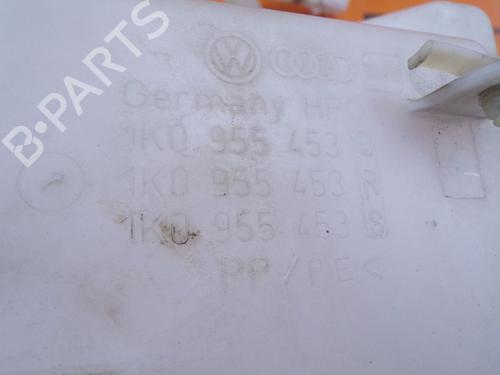 B-PARTS
Germany HPO
1K0 955 453 Q
1K0 955 453 R
1K0 955 453 S
>PP/PE<